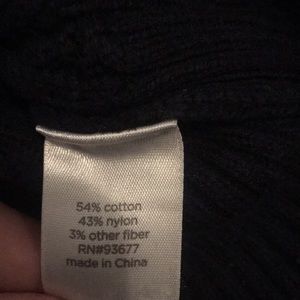 54% cotton
43% nylon
3% other fiber
RN#93677
made in China